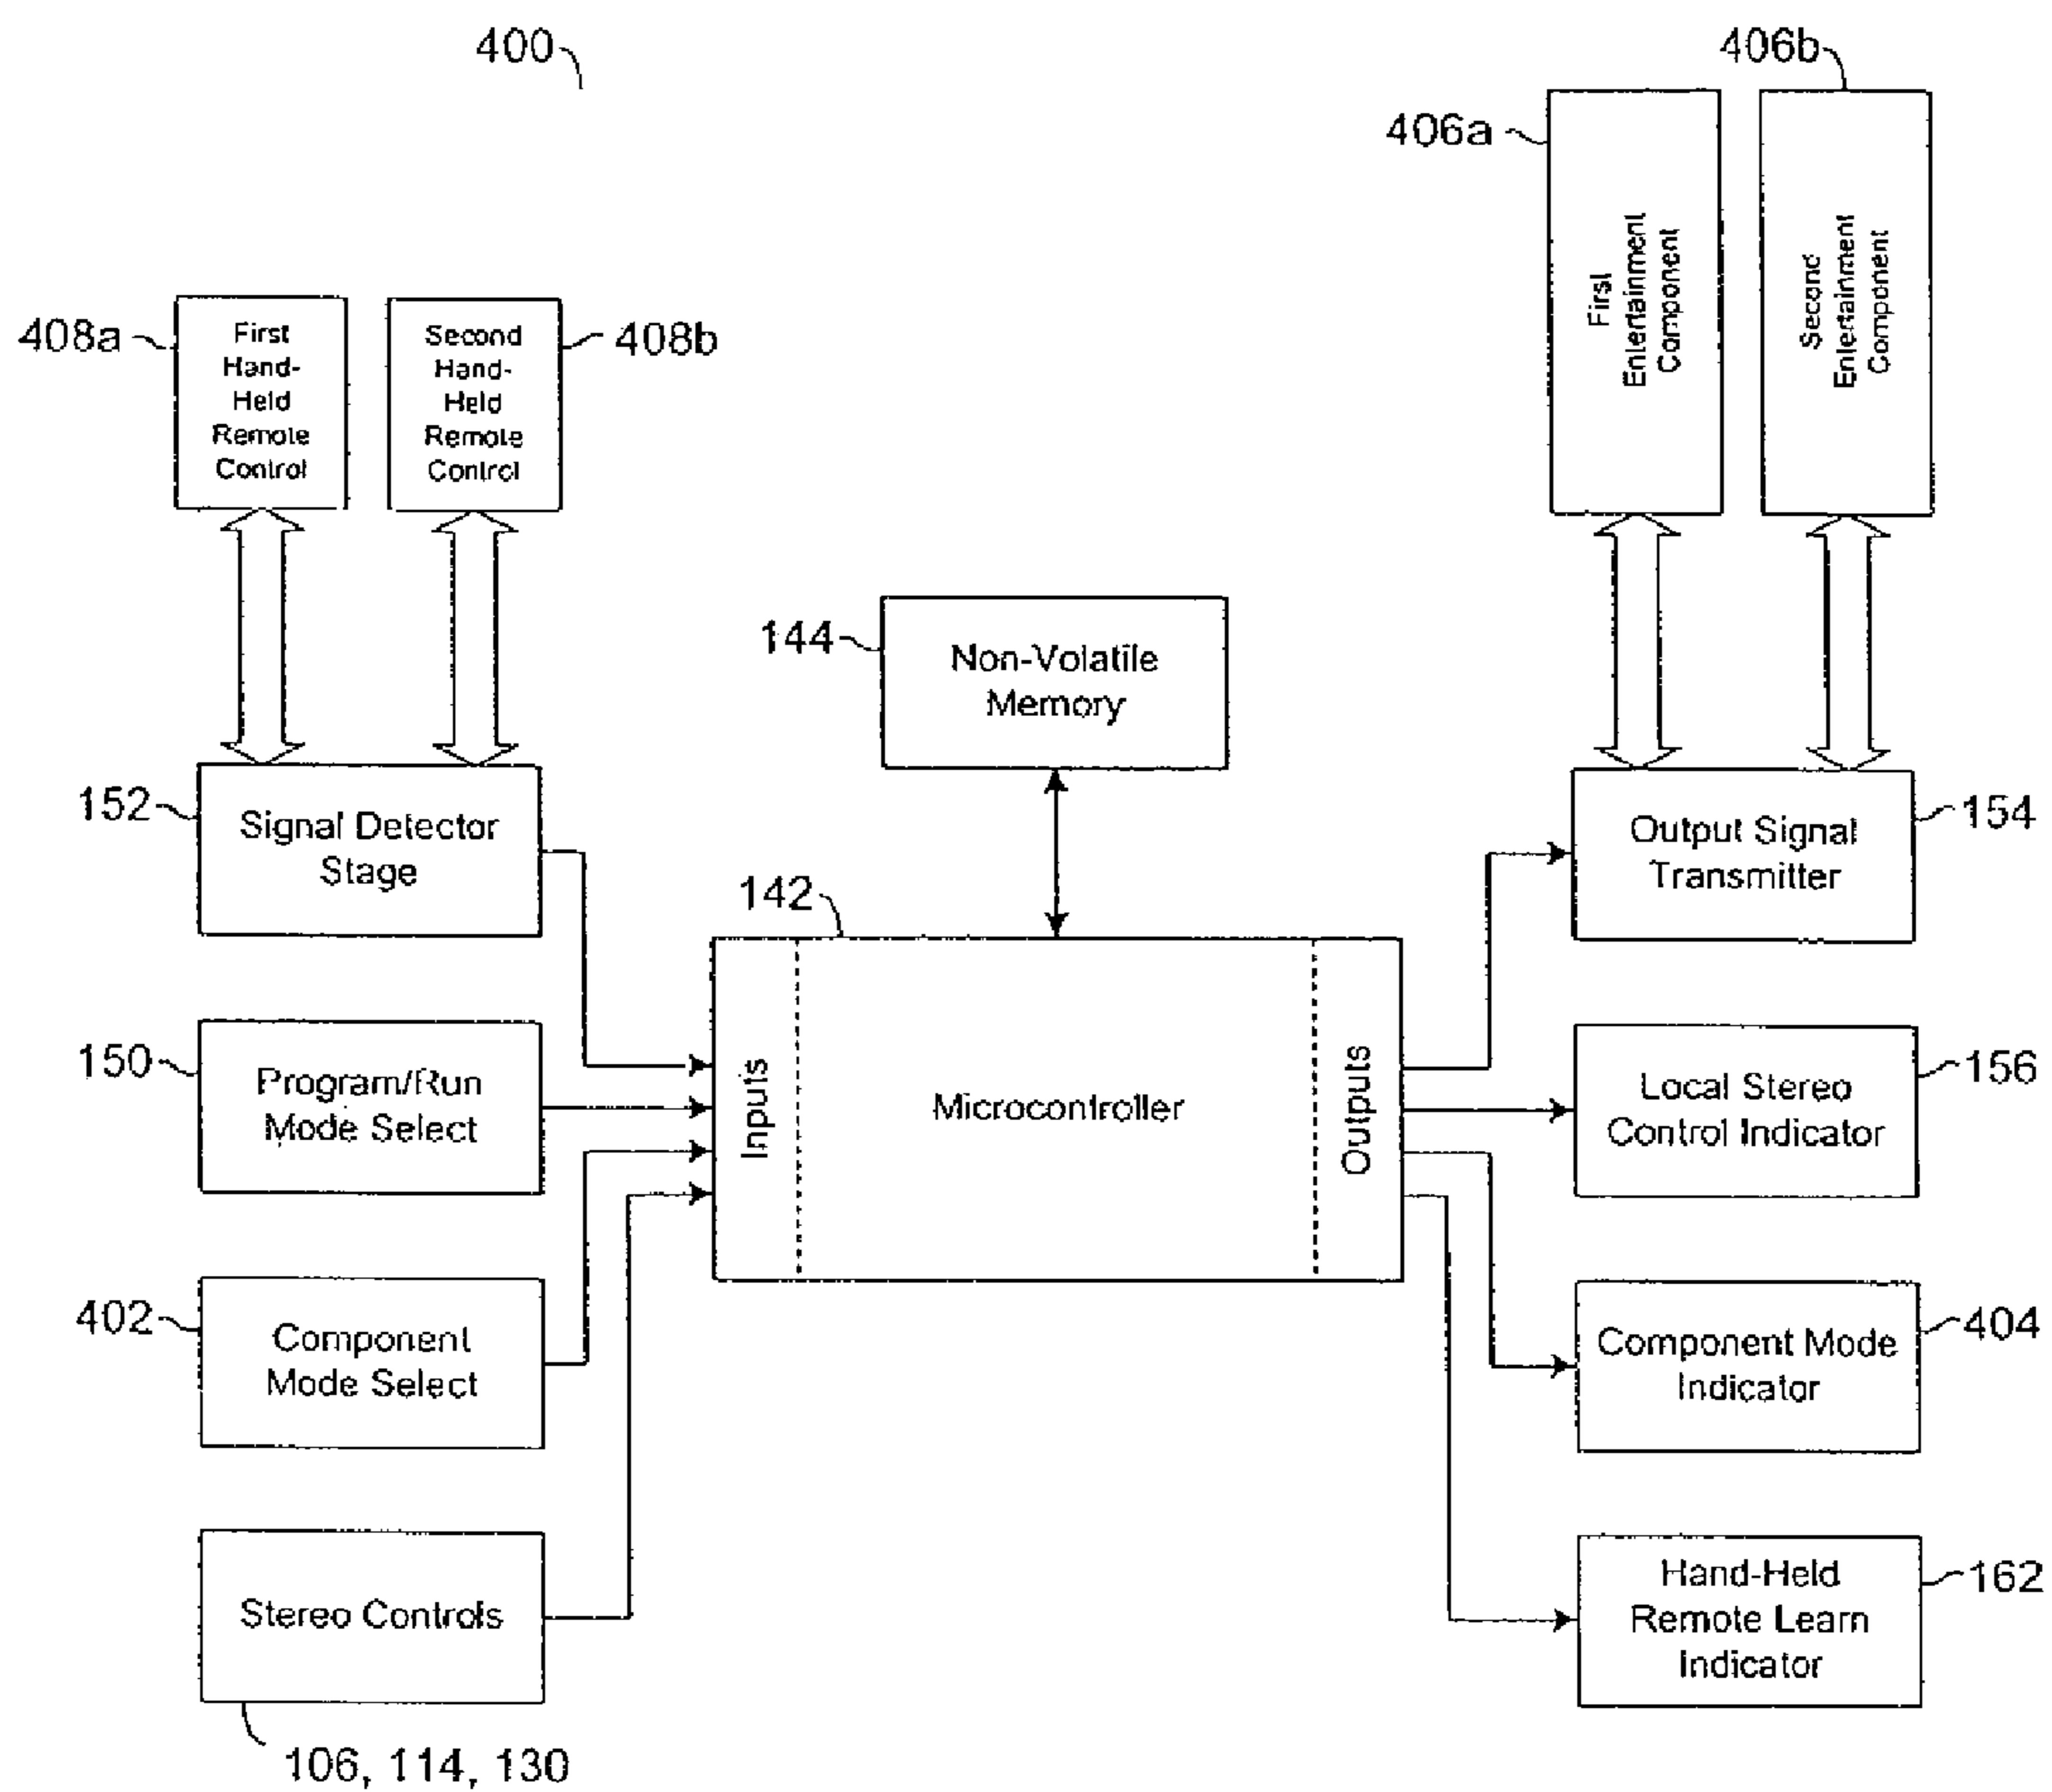 400
406b
406a
First
Entertainment
Component
Second
Entertainment
Component
408a
First
Hand-
Held
Remote
Control
Second
Hand-
Held
Remote
Control
408b
144
Non-Volatile
Memory
152
Signal Detector
Stage
142
Output Signal
Transmitter
154
150
Program/Run
Mode Select
Inputs
Microcontroller
Outputs
Local Stereo
Control Indicator
156
402
Component
Mode Select
Component Mode
Indicator
404
Stereo Controls
106, 114, 130
Hand-Held
Remote Learn
Indicator
162